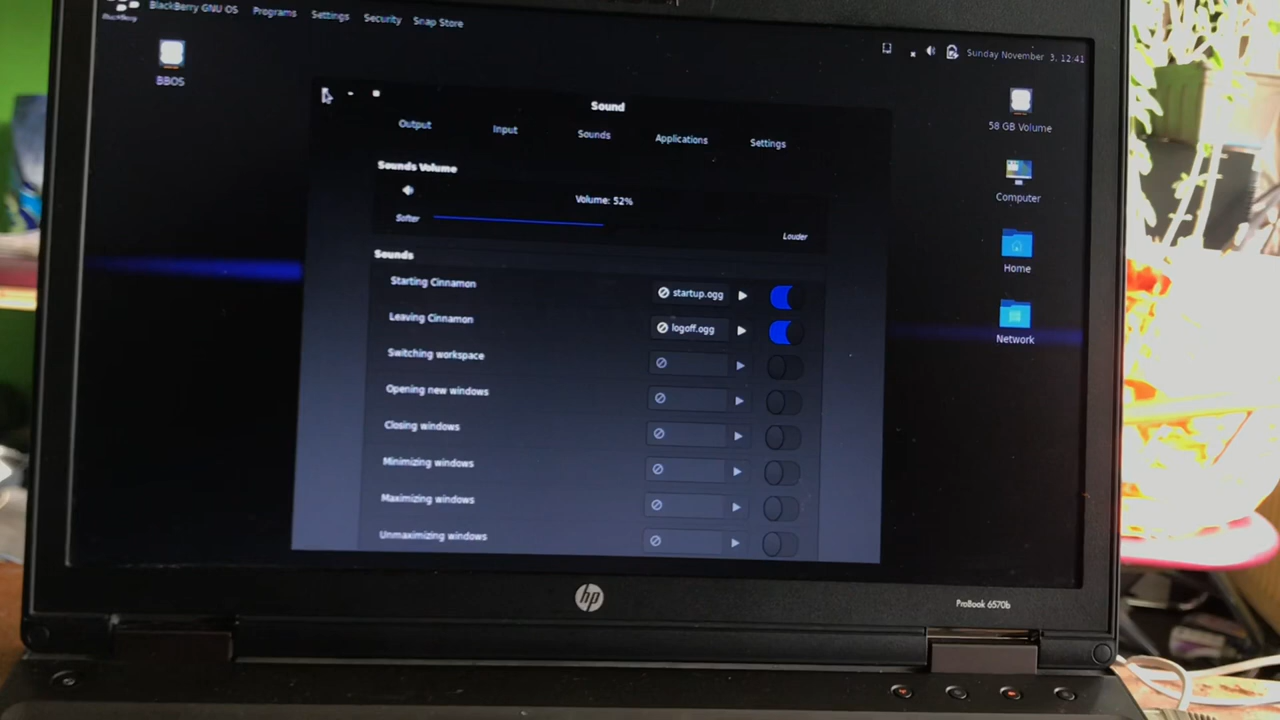 BlackBerry GNU OS Programs Settings Security Snap Store
BlackBerry
Sunday November 3, 12:41
BBOS
58 GB Volume
Computer
Home
Network
Sound
Output Input Sounds Applications Settings
Sounds Volume
Volume: 52%
Softer
Louder
Sounds
Starting Cinnamon startup.ogg
Leaving Cinnamon logoff.ogg
Switching workspace
Opening new windows
Closing windows
Minimizing windows
Maximizing windows
Unmaximizing windows
hp
ProBook 6570b